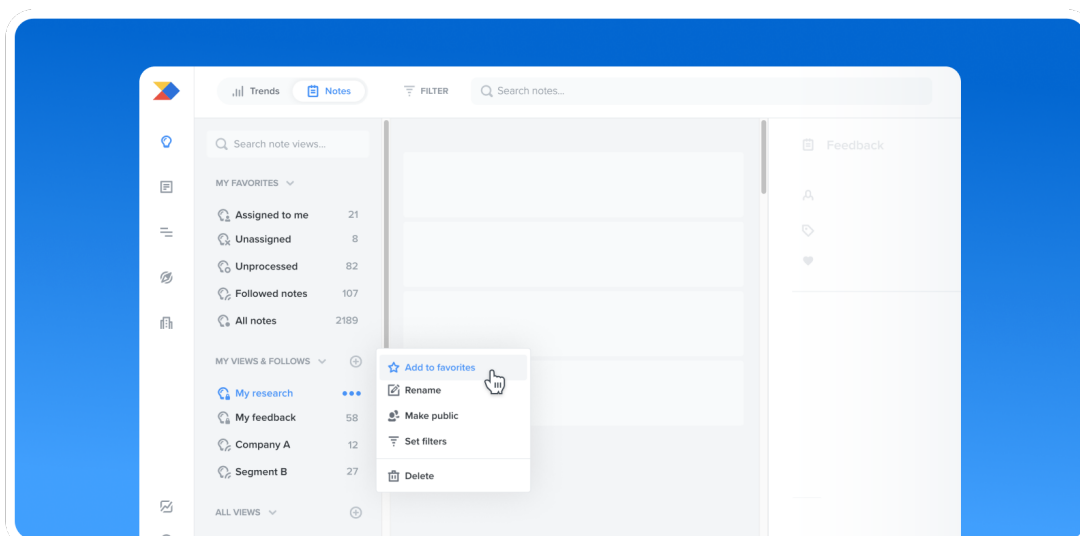 Trends
Notes
FILTER
Search notes...
Search note views...
MY FAVORITES
Assigned to me 21
Unassigned 8
Unprocessed 82
Followed notes 107
All notes 2189
MY VIEWS & FOLLOWS
My research
My feedback 58
Company A 12
Segment B 27
ALL VIEWS
Add to favorites
Rename
Make public
Set filters
Delete
Feedback